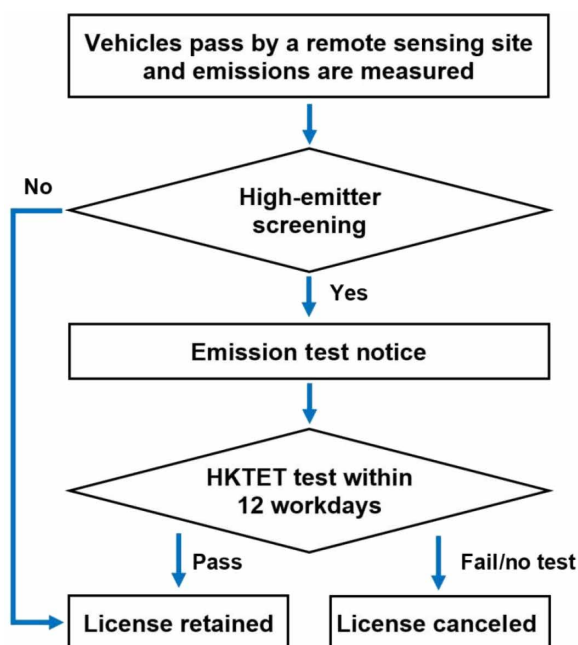 Vehicles pass by a remote sensing site
and emissions are measured
No
High-emitter
screening
Yes
Emission test notice
HKTET test within
12 workdays
Pass
Fail/no test
License retained
License canceled